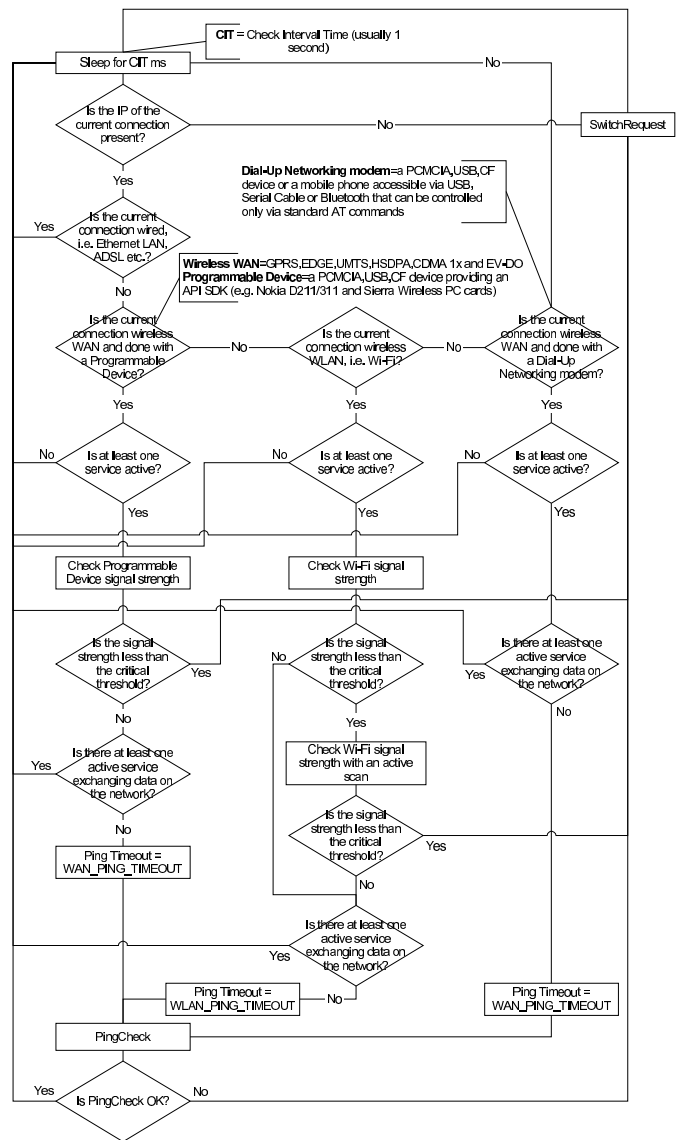 CIT = Check Interval Time (usually 1
second)
Sleep for CIT ms
No
Is the IP of the
current connection
present?
No
SwitchRequest
Yes
Dial-Up Networking modem=a PCMCIA,USB,CF
device or a mobile phone accessible via USB,
Serial Cable or Bluetooth that can be controlled
only via standard AT commands
Yes
Is the current
connection wired,
i.e. Ethernet LAN,
ADSL etc.?
Wireless WAN=GPRS,EDGE,UMTS,HSDPA,CDMA 1x and EV-DO
Programmable Device=a PCMCIA,USB,CF device providing an
API SDK (e.g. Nokia D211/311 and Sierra Wireless PC cards)
No
Is the current
connection wireless
WAN and done with
a Programmable
Device?
No
Is the current
connection wireless
WLAN, i.e. Wi-Fi?
No
Is the current
connection wireless
WAN and done with
a Dial-Up
Networking modem?
Yes
Yes
Yes
No
Is at least one
service active?
No
Is at least one
service active?
No
Is at least one
service active?
Yes
Yes
Yes
Check Programmable
Device signal strength
Check Wi-Fi signal
strength
Is the signal
strength less than
the critical
threshold?
Yes
No
Is the signal
strength less than
the critical
threshold?
Yes
Is there at least one
active service
exchanging data on
the network?
No
No
Yes
Yes
Is there at least one
active service
exchanging data on
the network?
Check Wi-Fi signal
strength with an active
scan
No
Is the signal
strength less than
the critical
threshold?
Yes
Ping Timeout =
WAN_PING_TIMEOUT
No
Is there at least one
active service
exchanging data on
the network?
Yes
No
Ping Timeout =
WLAN_PING_TIMEOUT
Ping Timeout =
WAN_PING_TIMEOUT
PingCheck
Yes
Is PingCheck OK?
No